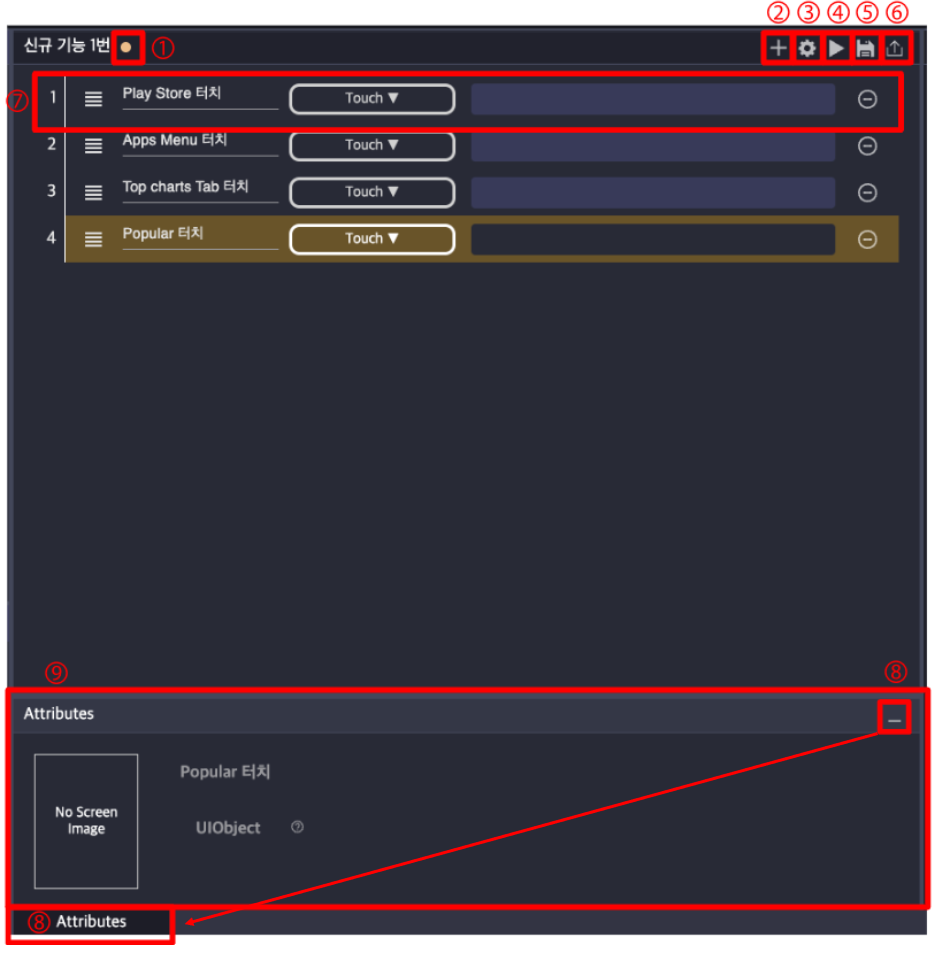 ② ③ ④ ⑤ ⑥
신규 기능 1번 ①
⑦ 1 Play Store 터치 Touch ▼
2 Apps Menu 터치 Touch ▼
3 Top charts Tab 터치 Touch ▼
4 Popular 터치 Touch ▼
⑨ ⑧
Attributes
Popular 터치
No Screen
Image
UIObject ?
⑧ Attributes